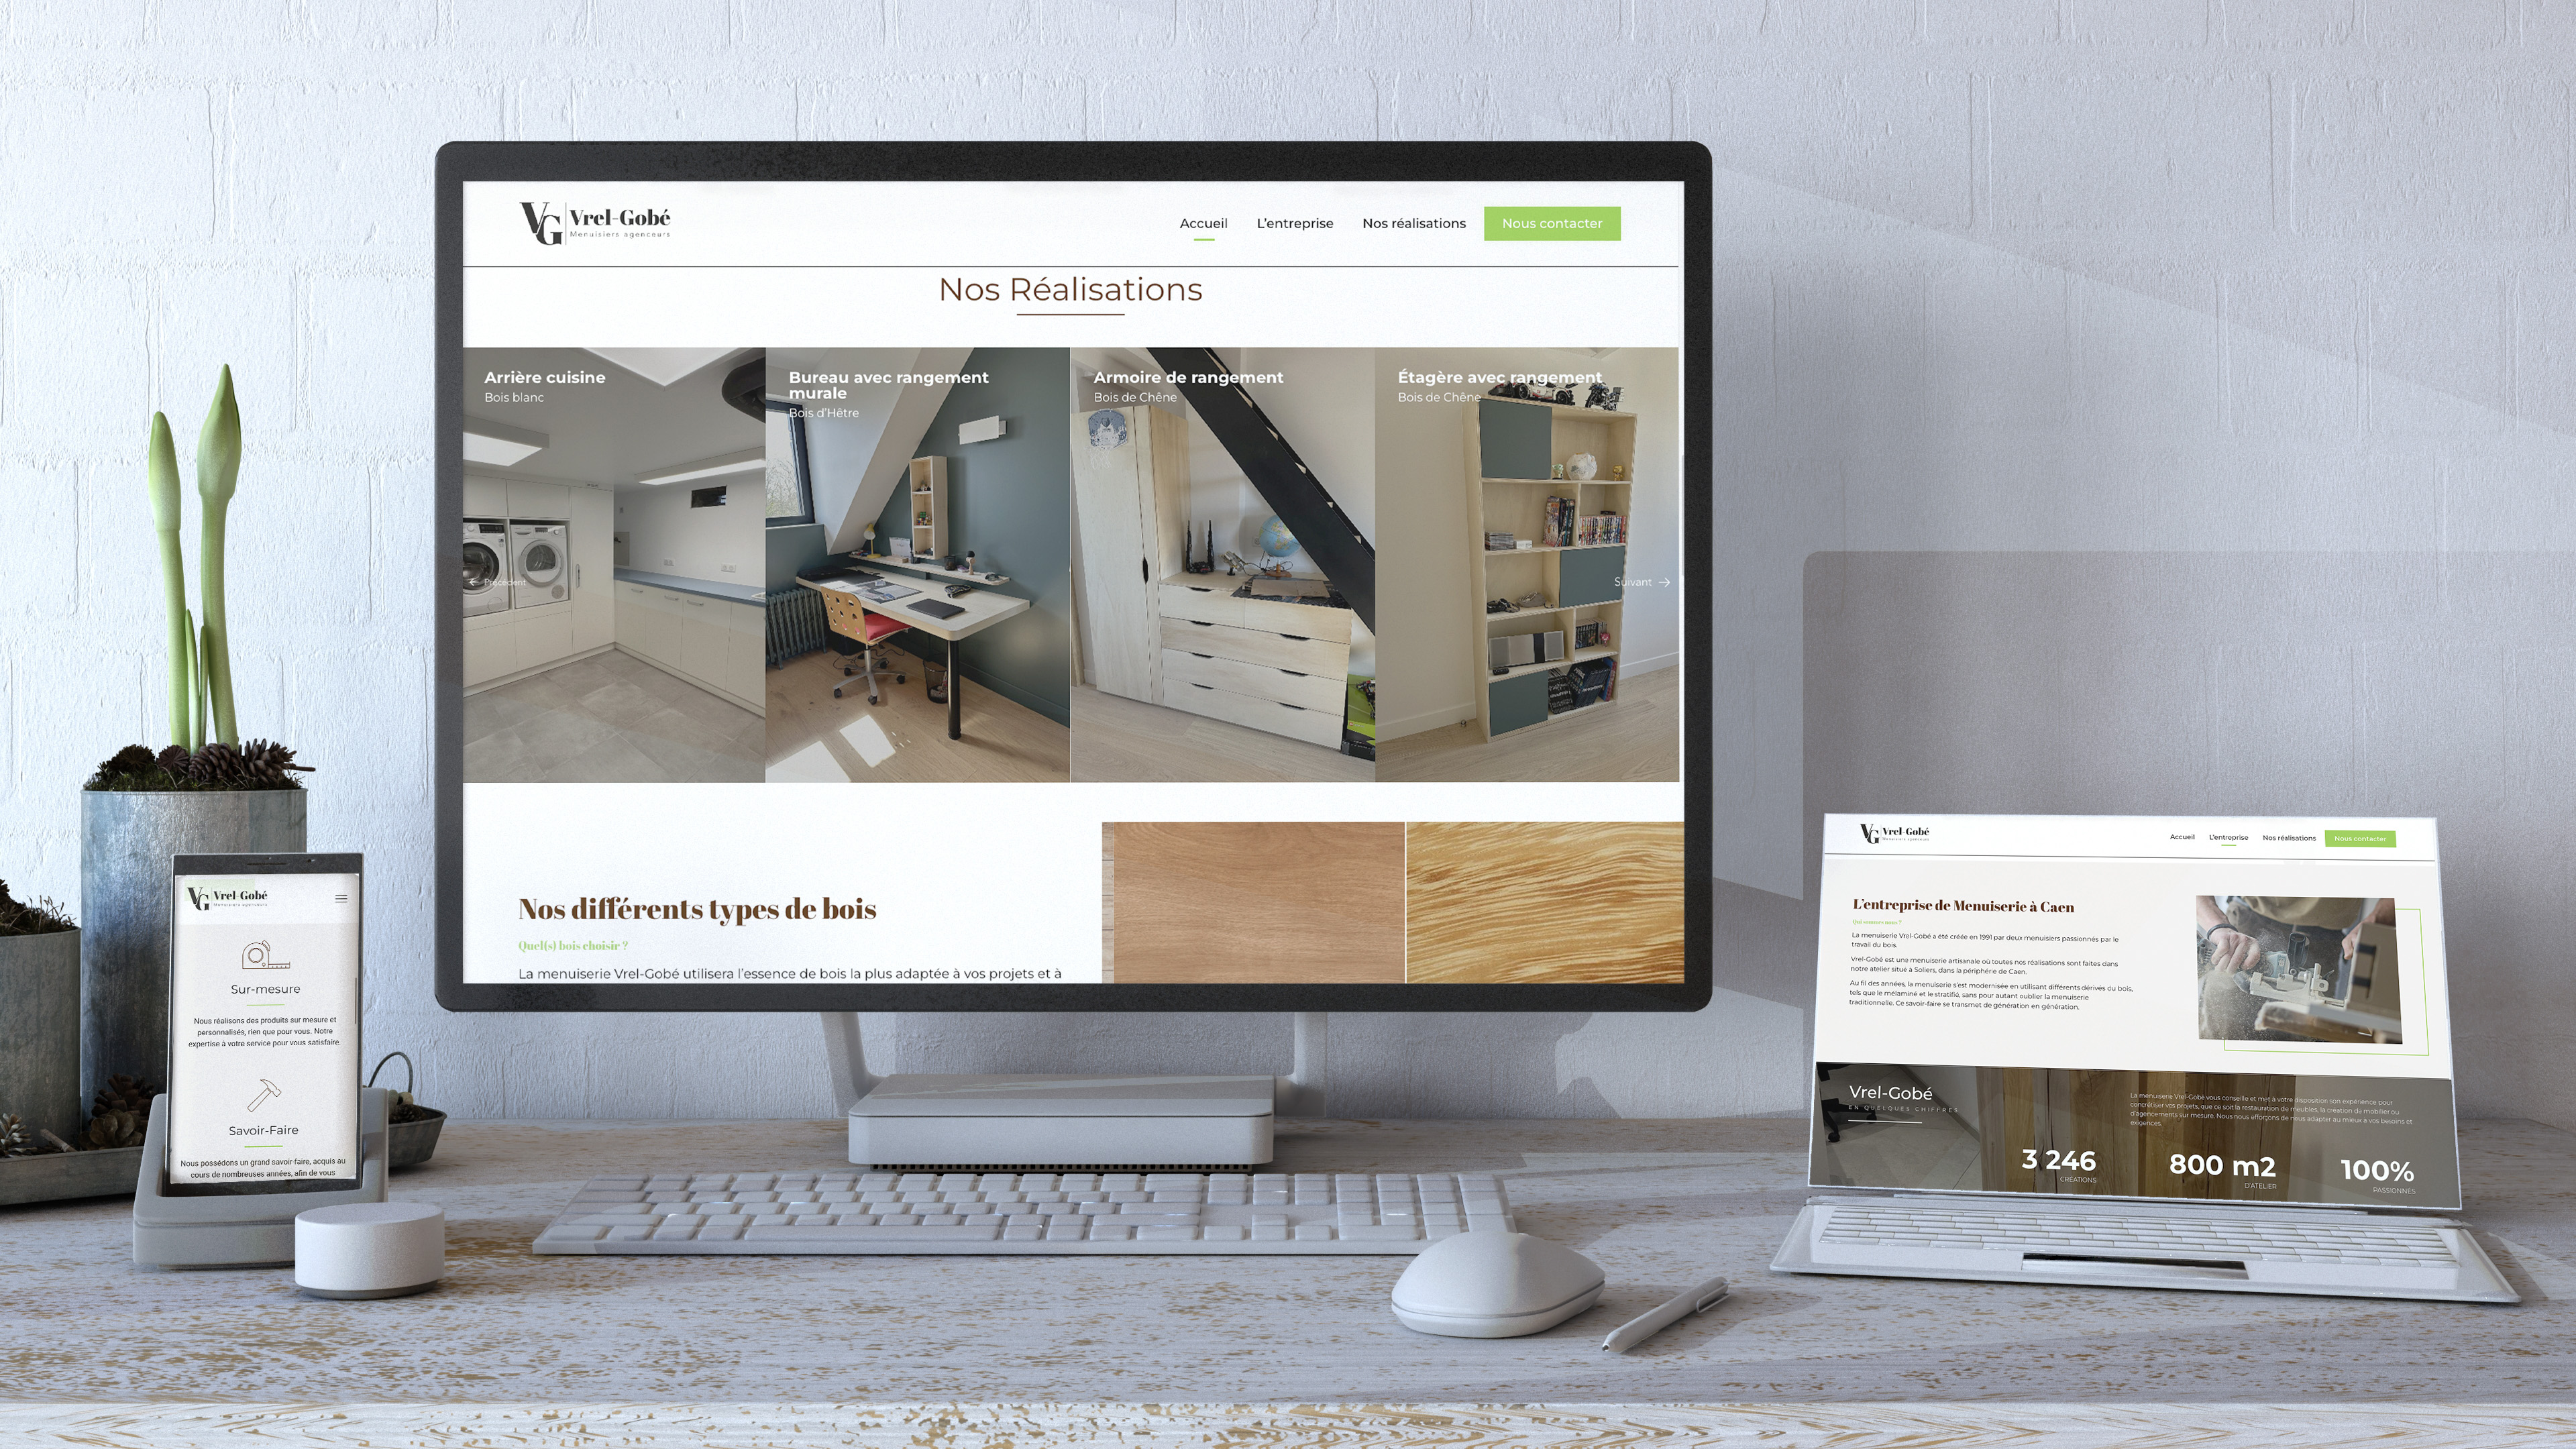 VG Vrel-Gobé
Menuisiers agenceurs
Accueil
L'entreprise
Nos réalisations
Nous contacter
Nos Réalisations
Arrière cuisine
Bois blanc
Bureau avec rangement
murale
Bois d'Hêtre
Armoire de rangement
Bois de Chêne
Étagère avec rangement
Bois de Chêne
Précédent
Suivant
Nos différents types de bois
Quel(s) bois choisir ?
La menuiserie Vrel-Gobé utilisera l'essence de bois la plus adaptée à vos projets et à
VG Vrel-Gobé
Menuisiers agenceurs
Sur-mesure
Nous réalisons des produits sur mesure et
personnalisés, rien que pour vous. Notre
expertise à votre service pour vous satisfaire.
Savoir-Faire
Nous possédons un grand savoir faire, acquis au
cours de nombreuses années, afin de vous
VG Vrel-Gobé
Menuisiers agenceurs
Accueil
L'entreprise
Nos réalisations
Nous contacter
L'entreprise de Menuiserie à Caen
Qui sommes nous ?
La menuiserie Vrel-Gobé a été créée en 1991 par deux menuisiers passionnés par le
travail du bois.
Vrel-Gobé est une menuiserie artisanale où toutes nos réalisations sont faites dans
notre atelier situé à Soliers, dans la périphérie de Caen.
Au fil des années, la menuiserie s'est modernisée en utilisant différents dérivés du bois,
tels que le mélaminé et le stratifié, sans pour autant oublier la menuiserie
traditionnelle. Ce savoir-faire se transmet de génération en génération.
Vrel-Gobé
EN QUELQUES CHIFFRES
La menuiserie Vrel-Gobé vous conseille et met à votre disposition son expérience pour
concrétiser vos projets, que ce soit la restauration de meubles, la création de mobilier ou
d'agencements sur mesure. Nous nous efforçons de nous adapter au mieux à vos besoins et
exigences.
3 246
CRÉATIONS
800 m2
D'ATELIER
100%
PASSIONNÉS